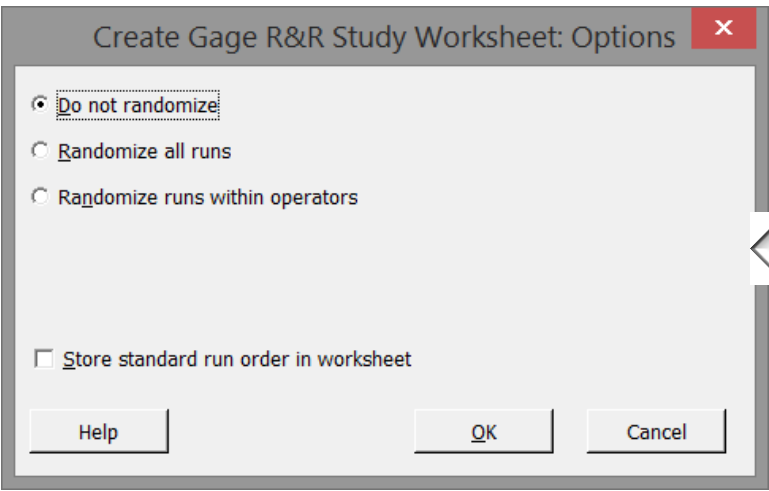 Create Gage R&R Study Worksheet: Options
Do not randomize
Randomize all runs
Randomize runs within operators
Store standard run order in worksheet
Help OK Cancel